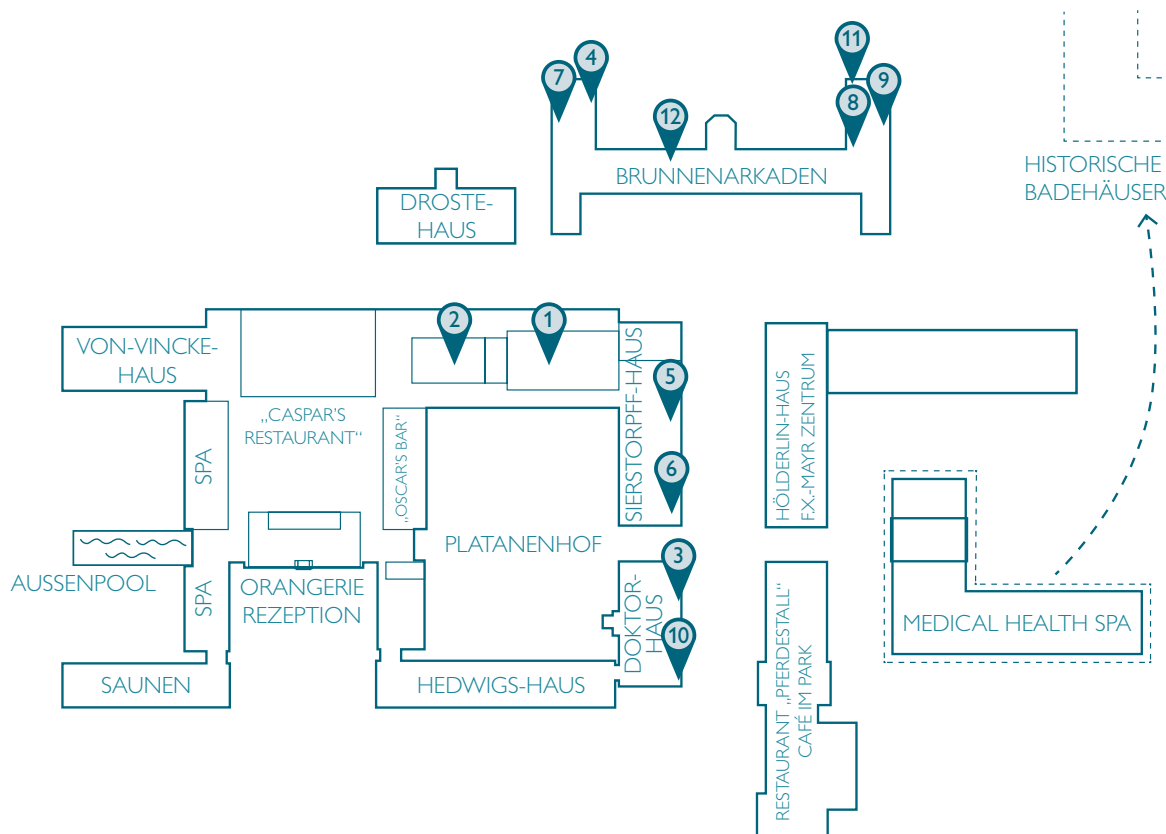 11
4
7
9
8
12
HISTORISCHE
BADEHÄUSER
BRUNNENARKADEN
DROSTE-
HAUS
2
1
VON-VINCKE-
HAUS
„CASPAR'S
RESTAURANT“
„OSCAR'S BAR“
SIERSTORPFF-HAUS
5
6
HÖLDERLIN-HAUS
F.X.-MAYR ZENTRUM
SPA
AUSSENPOOL
SPA
ORANGERIE
REZEPTION
PLATANENHOF
3
DOKTOR-
HAUS
10
RESTAURANT „PFERDESTALL“
CAFÉ IM PARK
MEDICAL HEALTH SPA
SAUNEN
HEDWIGS-HAUS